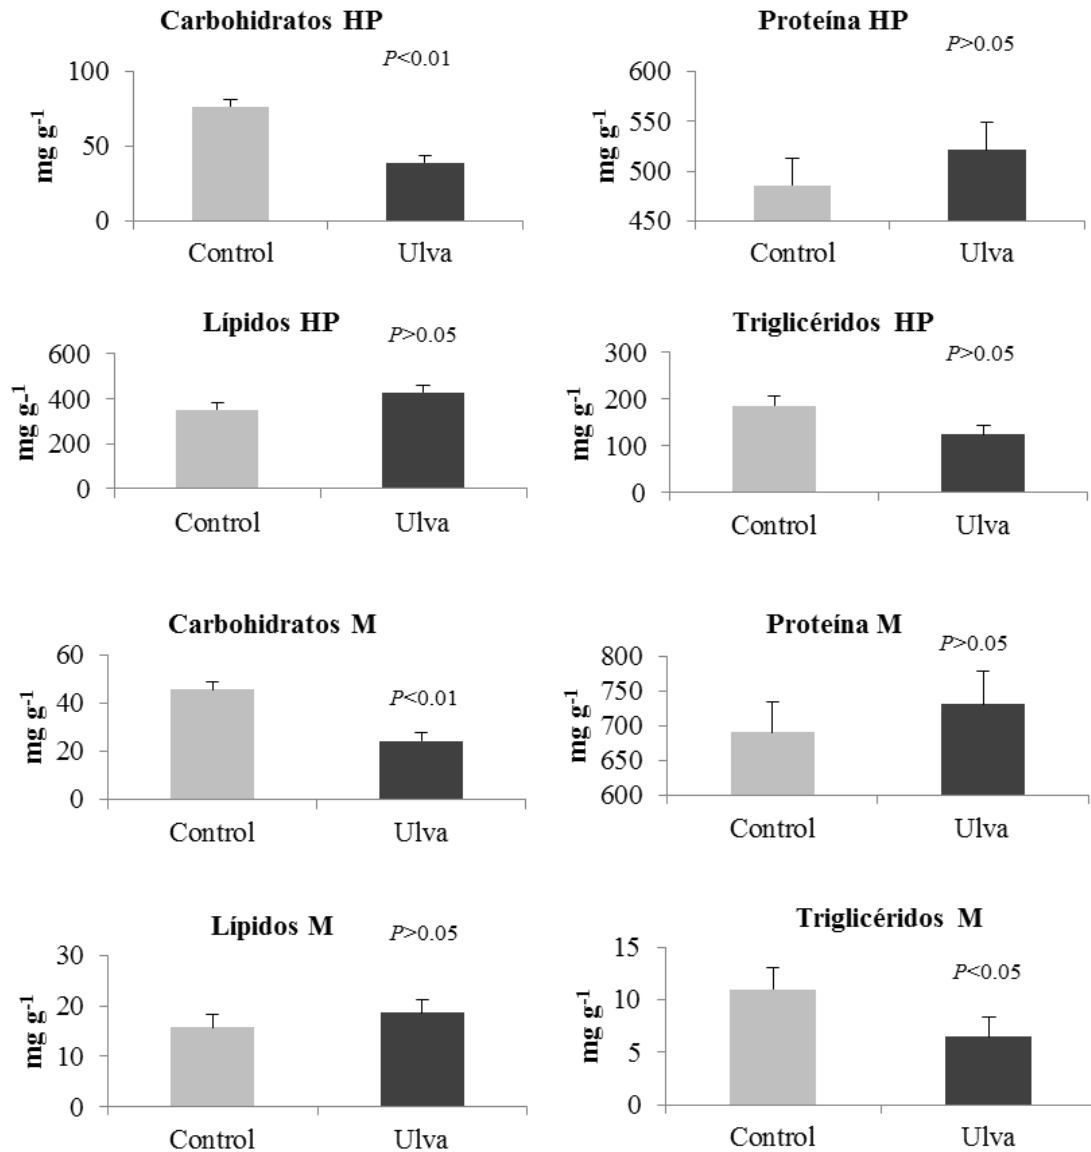 Carbohidratos HP
P<0.01
mg g-1
100
50
0
Control
Ulva
Proteína HP
P>0.05
mg g-1
600
550
500
450
Control
Ulva
Lípidos HP
P>0.05
mg g-1
600
400
200
0
Control
Ulva
Triglicéridos HP
P>0.05
mg g-1
300
200
100
0
Control
Ulva
Carbohidratos M
P<0.01
mg g-1
60
40
20
0
Control
Ulva
Proteína M
P>0.05
mg g-1
800
750
700
650
600
Control
Ulva
Lípidos M
P>0.05
mg g-1
30
20
10
0
Control
Ulva
Triglicéridos M
P<0.05
mg g-1
15
10
5
0
Control
Ulva